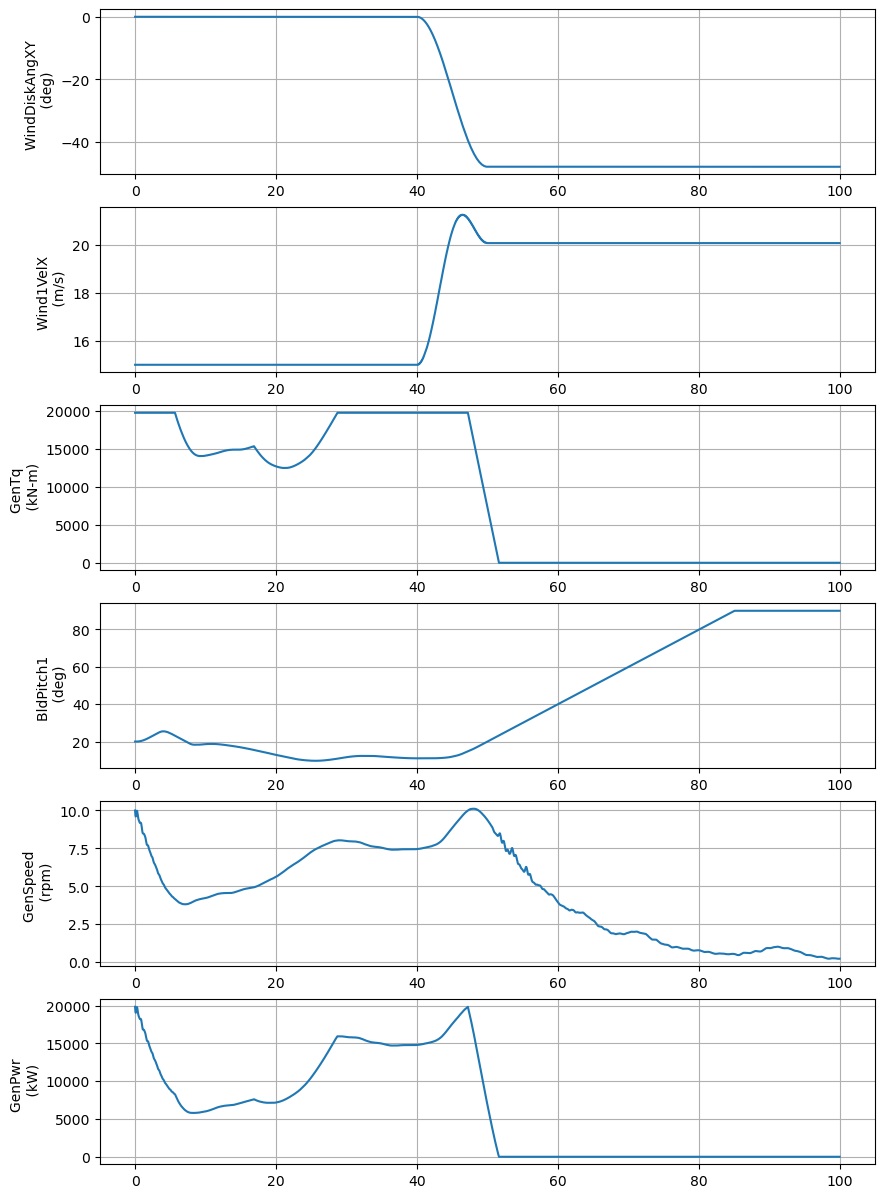 0
−20
−40
WindDiskAngXY
(deg)
0 20 40 60 80 100
20
18
16
Wind1VelX
(m/s)
0 20 40 60 80 100
20000
15000
10000
5000
0
GenTq
(kN-m)
0 20 40 60 80 100
80
60
40
20
BldPitch1
(deg)
0 20 40 60 80 100
10.0
7.5
5.0
2.5
0.0
GenSpeed
(rpm)
0 20 40 60 80 100
20000
15000
10000
5000
0
GenPwr
(kW)
0 20 40 60 80 100